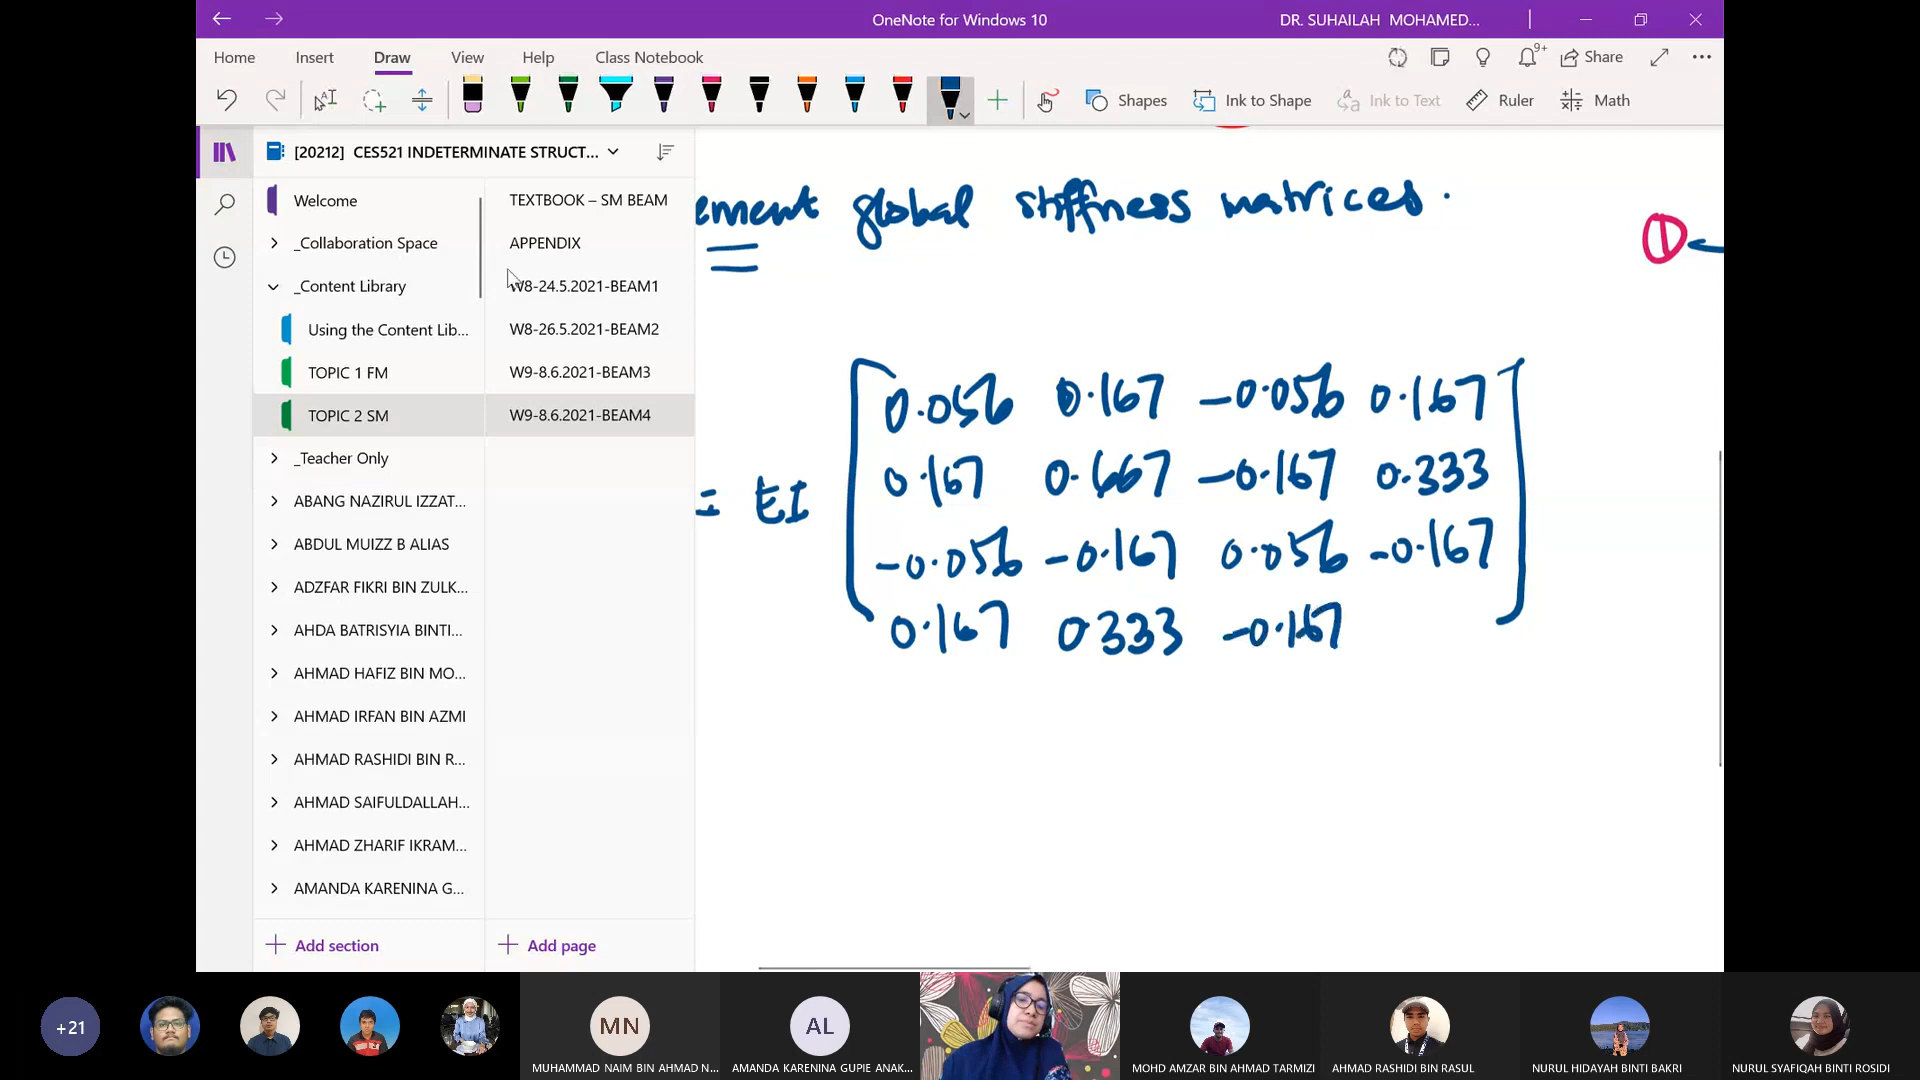 OneNote for Windows 10
DR. SUHAILAH MOHAMED...
Home Insert Draw View Help Class Notebook
9+ Share
Shapes Ink to Shape Ink to Text Ruler Math
[20212] CES521 INDETERMINATE STRUCT...
Welcome
_Collaboration Space
_Content Library
Using the Content Lib...
TOPIC 1 FM
TOPIC 2 SM
_Teacher Only
ABANG NAZIRUL IZZAT...
ABDUL MUIZZ B ALIAS
ADZFAR FIKRI BIN ZULK...
AHDA BATRISYIA BINTI...
AHMAD HAFIZ BIN MO...
AHMAD IRFAN BIN AZMI
AHMAD RASHIDI BIN R...
AHMAD SAIFULDALLAH...
AHMAD ZHARIF IKRAM...
AMANDA KARENINA G...
Add section
TEXTBOOK – SM BEAM
APPENDIX
W8-24.5.2021-BEAM1
W8-26.5.2021-BEAM2
W9-8.6.2021-BEAM3
W9-8.6.2021-BEAM4
Add page
ement global stiffness matrices.
1
= EI
0.056 0.167 -0.056 0.167
0.167 0.667 -0.167 0.333
-0.056 -0.167 0.056 -0.167
0.167 0.333 -0.167
+21
MN
AL
MUHAMMAD NAIM BIN AHMAD N...
AMANDA KARENINA GUPIE ANAK...
MOHD AMZAR BIN AHMAD TARMIZI
AHMAD RASHIDI BIN RASUL
NURUL HIDAYAH BINTI BAKRI
NURUL SYAFIQAH BINTI ROSIDI